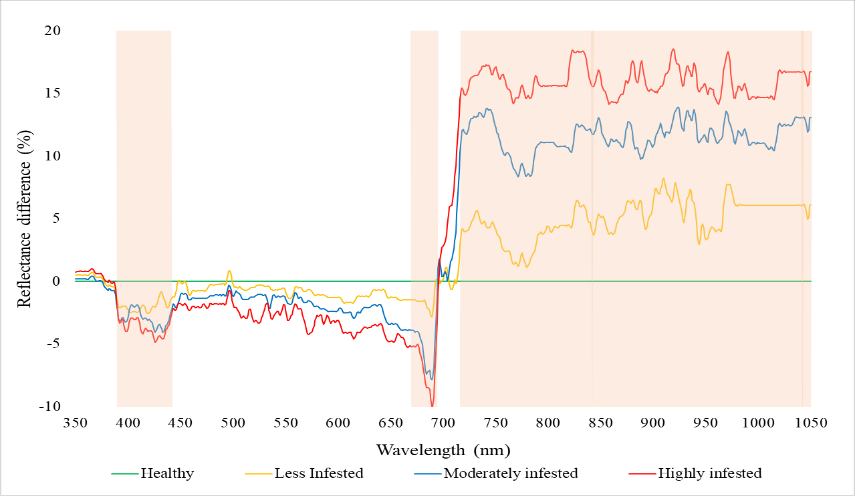 20
15
10
5
0
-5
-10
Reflectance difference (%)
350 400 450 500 550 600 650 700 750 800 850 900 950 1000 1050
Wavelength (nm)
Healthy Less Infested Moderately infested Highly infested